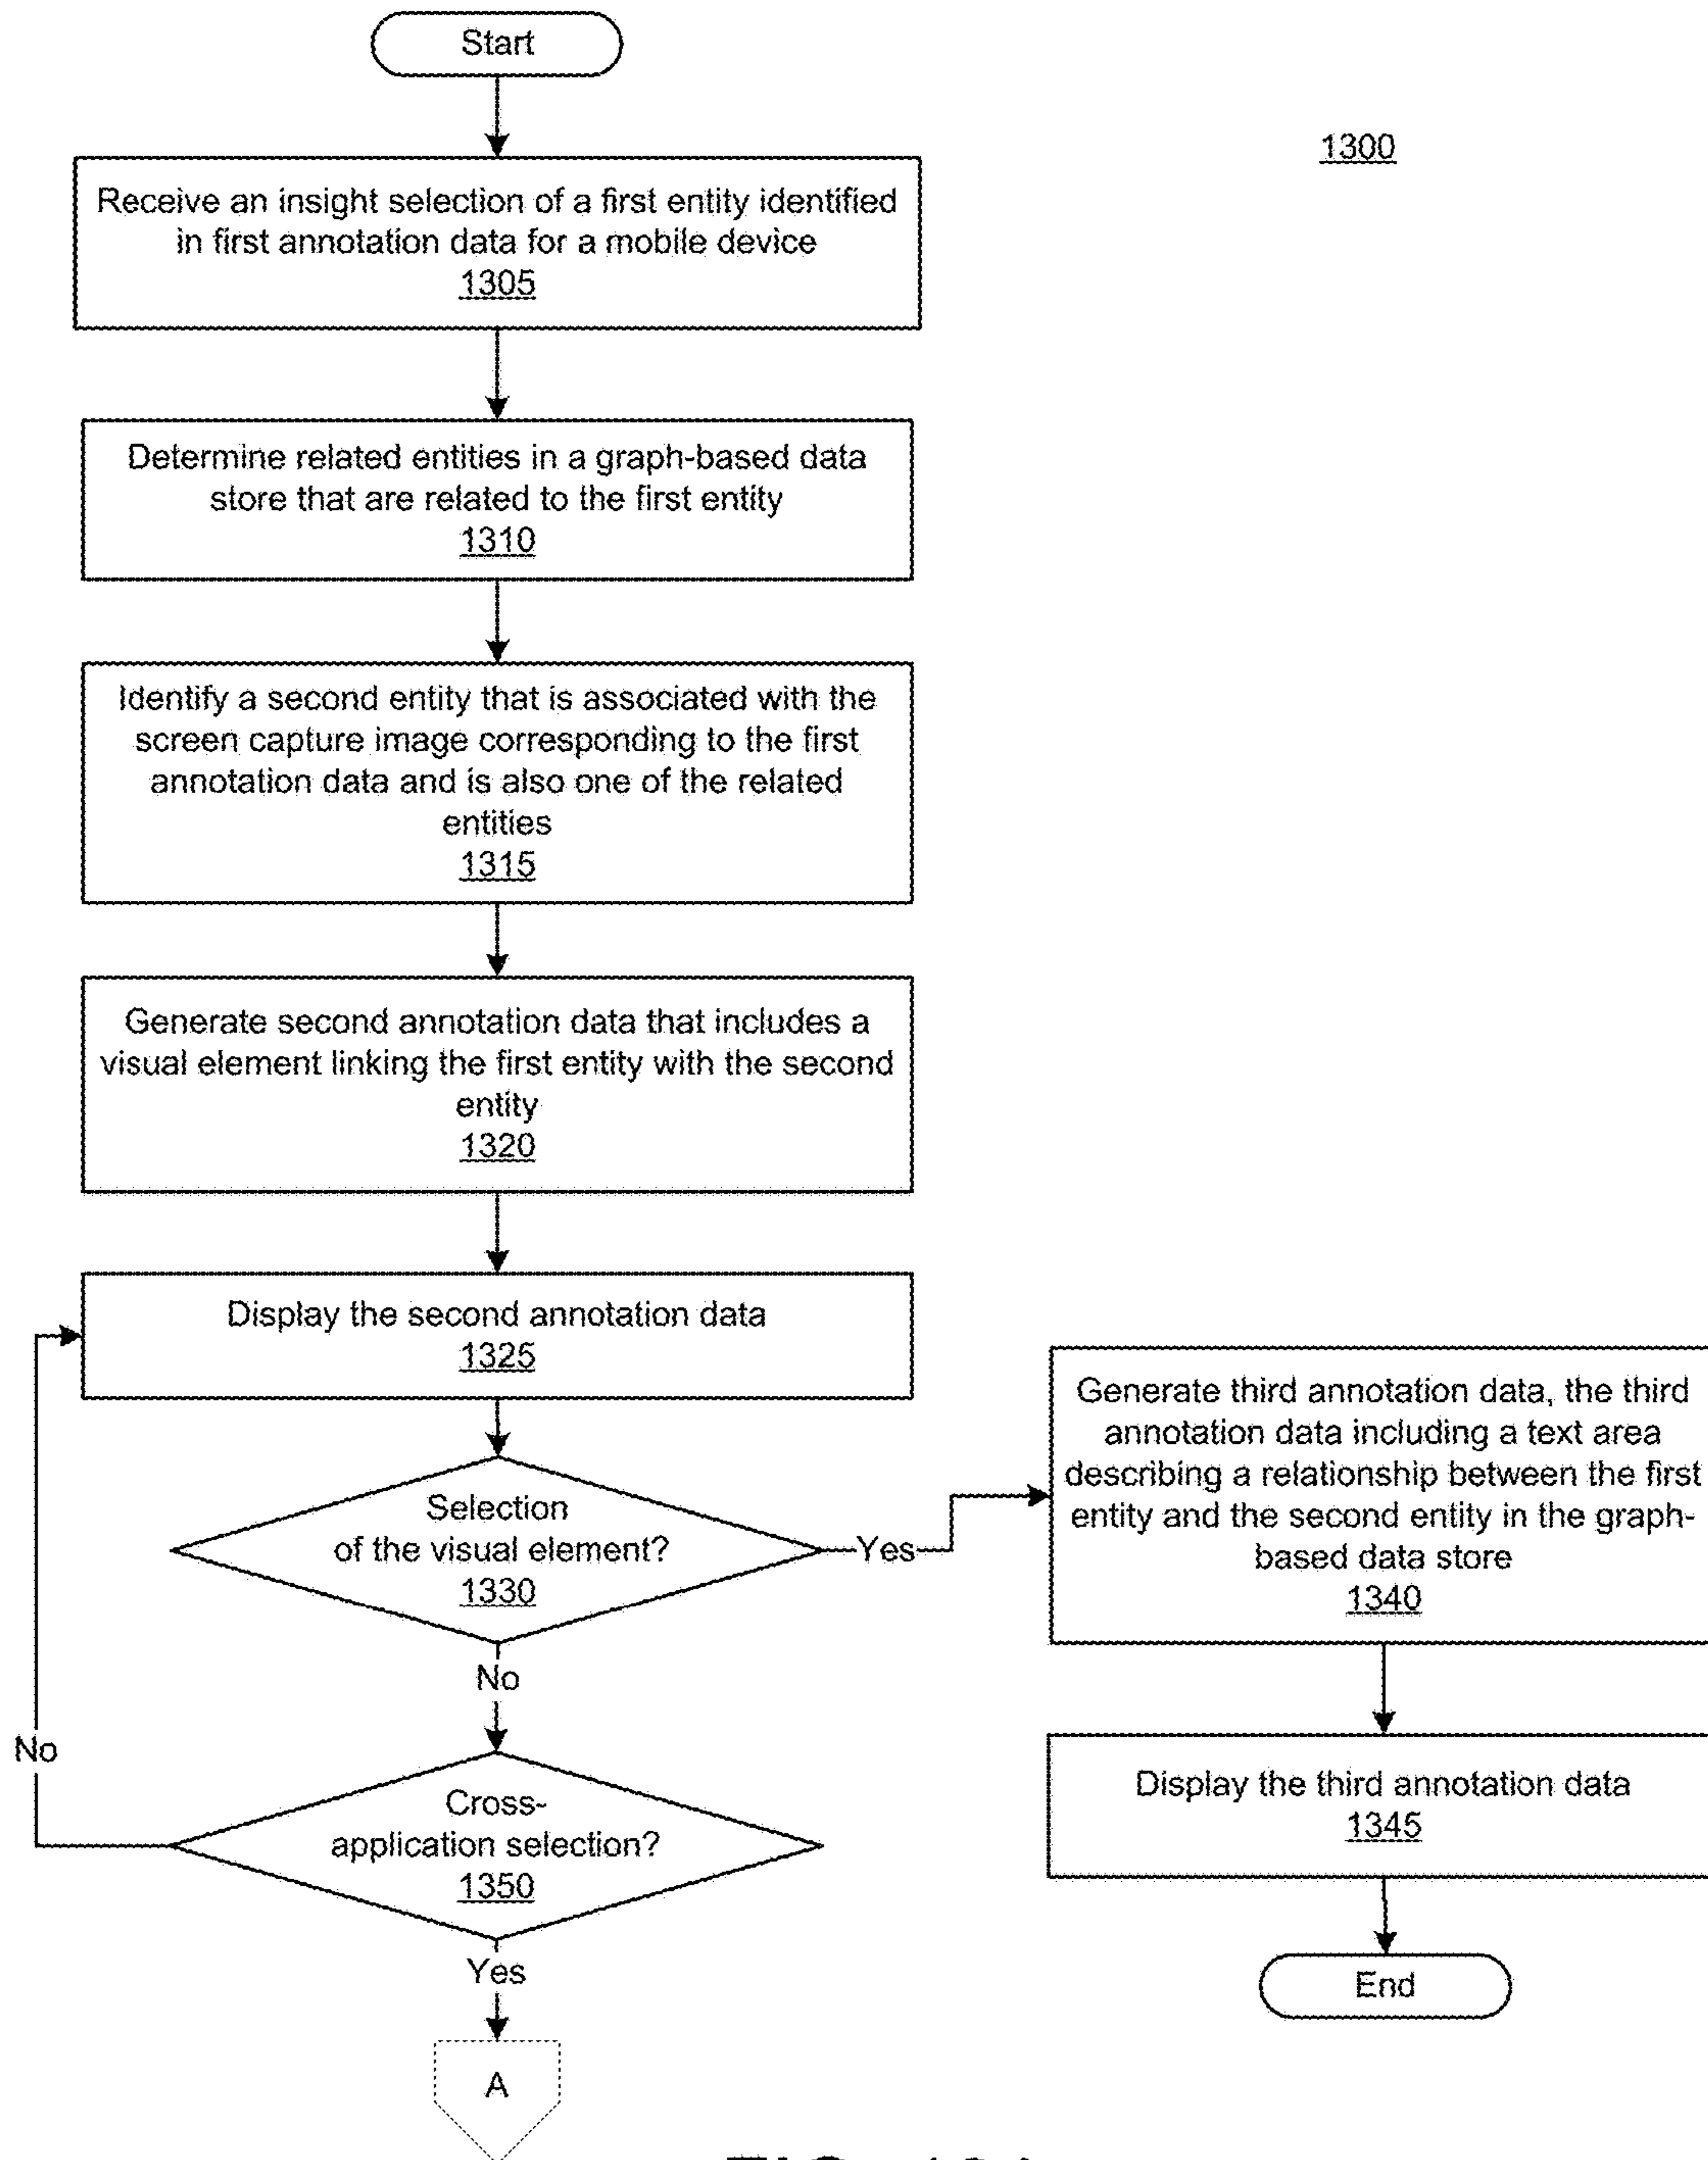 Start
1300
Receive an insight selection of a first entity identified
in first annotation data for a mobile device
1305
Determine related entities in a graph-based data
store that are related to the first entity
1310
Identify a second entity that is associated with the
screen capture image corresponding to the first
annotation data and is also one of the related
entities
1315
Generate second annotation data that includes a
visual element linking the first entity with the second
entity
1320
Display the second annotation data
1325
Selection
of the visual element?
1330
Yes
Generate third annotation data, the third
annotation data including a text area
describing a relationship between the first
entity and the second entity in the graph-
based data store
1340
No
Display the third annotation data
1345
No
Cross-
application selection?
1350
Yes
End
A